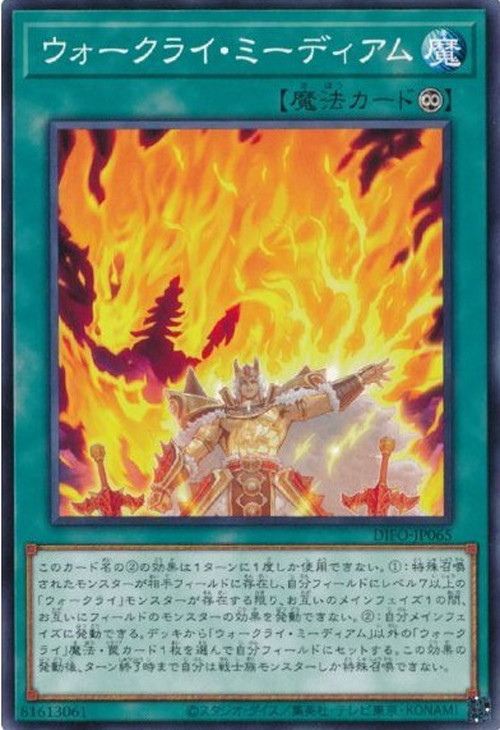 ウォークライ・ミーディアム 魔
【魔法カード】
DIFO-JP065
このカード名の②の効果は1ターンに1度しか使用できない。①：特殊召喚
されたモンスターが相手フィールドに存在し、自分フィールドにレベル7以上の
「ウォークライ」モンスターが存在する限り、お互いのメインフェイズ1の間、
お互いにフィールドのモンスターの効果を発動できない。②：自分メインフェ
イズに発動できる。デッキから「ウォークライ・ミーディアム」以外の「ウォーク
ライ」魔法・罠カード1枚を選んで自分フィールドにセットする。この効果の
発動後、ターン終了時まで自分は戦士族モンスターしか特殊召喚できない。
81613061 ©スタジオ・ダイス／集英社・テレビ東京・KONAMI